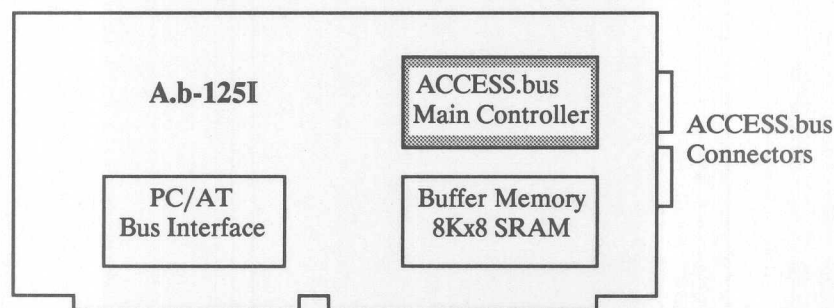 A.b-125I
ACCESS.bus
Main Controller
ACCESS.bus
Connectors
PC/AT
Bus Interface
Buffer Memory
8Kx8 SRAM